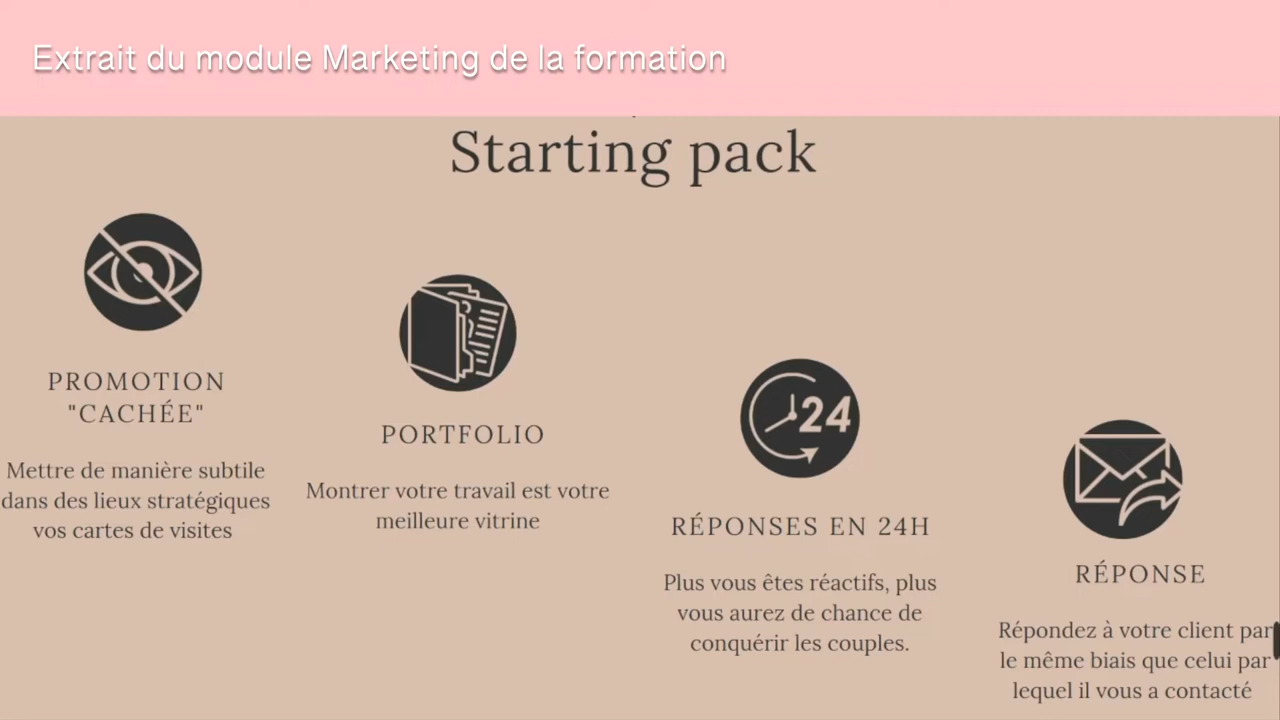 Extrait du module Marketing de la formation
Starting pack
PROMOTION
"CACHÉE"
Mettre de manière subtile
dans des lieux stratégiques
vos cartes de visites
PORTFOLIO
Montrer votre travail est votre
meilleure vitrine
24
RÉPONSES EN 24H
Plus vous êtes réactifs, plus
vous aurez de chance de
conquérir les couples.
RÉPONSE
Répondez à votre client par
le même biais que celui par
lequel il vous a contacté